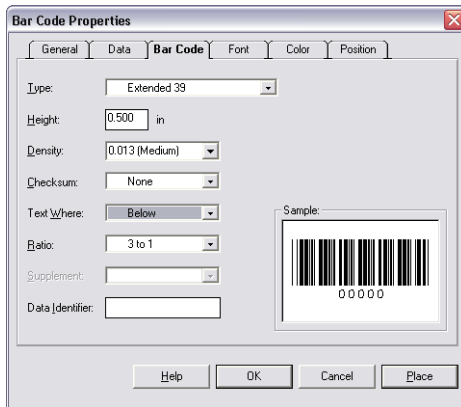 Bar Code Properties
General Data Bar Code Font Color Position
Type: Extended 39
Height: 0.500 in
Density: 0.013 (Medium)
Checksum: None
Text Where: Below
Ratio: 3 to 1
Supplement:
Data Identifier:
Sample:
00000
Help OK Cancel Place